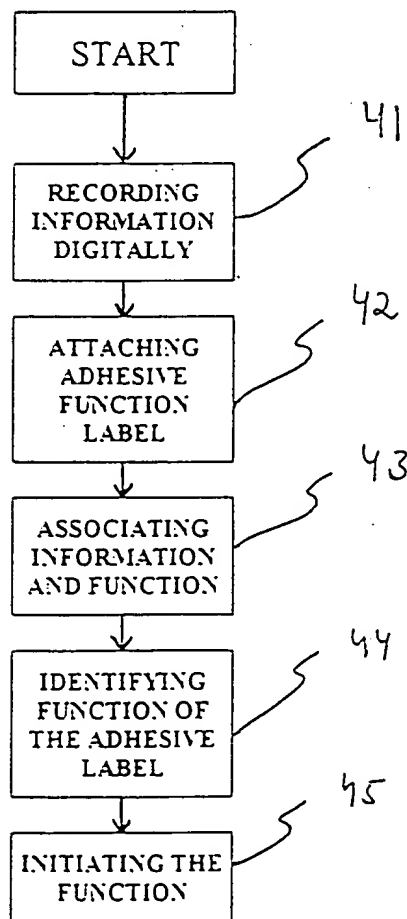 START
41
RECORDING
INFORMATION
DIGITALLY
42
ATTACHING
ADHESIVE
FUNCTION
LABEL
43
ASSOCIATING
INFORMATION
AND FUNCTION
44
IDENTIFYING
FUNCTION OF
THE ADHESIVE
LABEL
45
INITIATING THE
FUNCTION